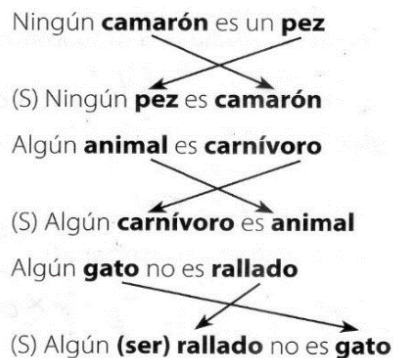 Ningún camarón es un pez
(S) Ningún pez es camarón
Algún animal es carnívoro
(S) Algún carnívoro es animal
Algún gato no es rallado
(S) Algún (ser) rallado no es gato